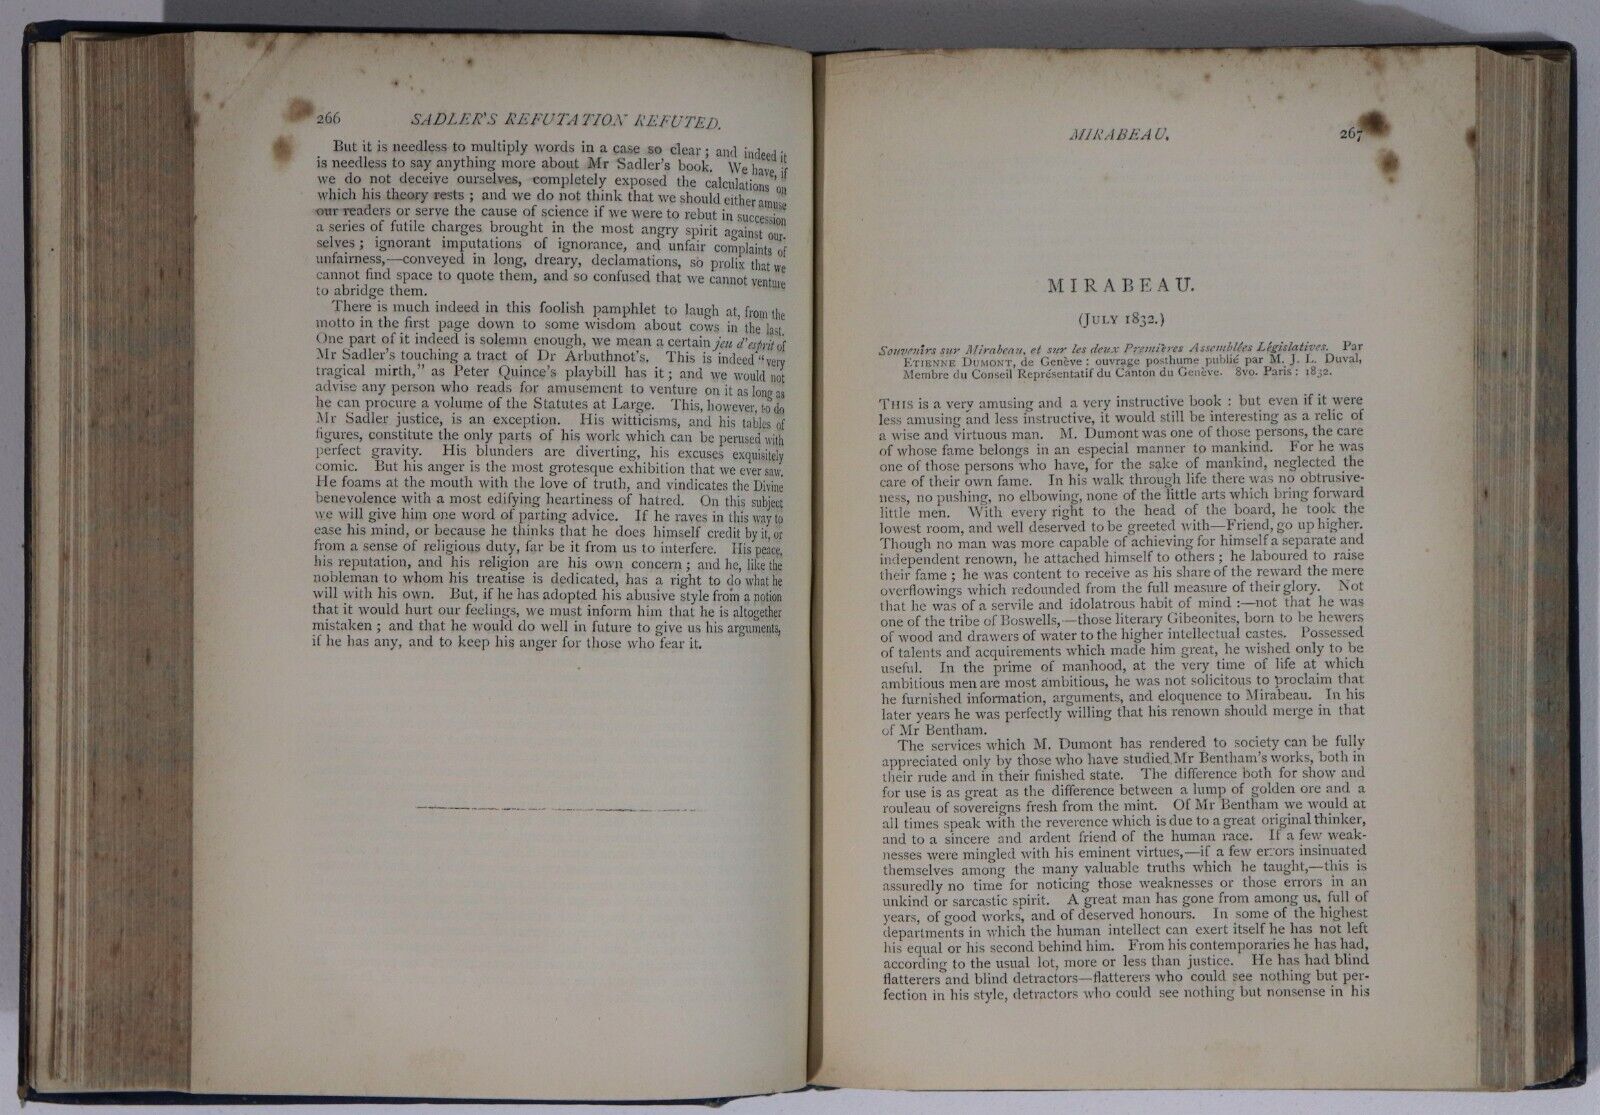 266 SADLER'S REFUTATION REFUTED.
But it is needless to multiply words in a case so clear ; and indeed it
is needless to say anything more about Mr Sadler's book. We have, if
we do not deceive ourselves, completely exposed the calculations on
which his theory rests ; and we do not think that we should either amuse
our readers or serve the cause of science if we were to rebut in succession
a series of futile charges brought in the most angry spirit against our-
selves ; ignorant imputations of ignorance, and unfair complaints of
unfairness,—conveyed in long, dreary, declamations, so prolix that we
cannot find space to quote them, and so confused that we cannot venture
to abridge them.
There is much indeed in this foolish pamphlet to laugh at, from the
motto in the first page down to some wisdom about cows in the last.
One part of it indeed is solemn enough, we mean a certain jeu d'esprit of
Mr Sadler's touching a tract of Dr Arbuthnot's. This is indeed "very
tragical mirth," as Peter Quince's playbill has it ; and we would not
advise any person who reads for amusement to venture on it as long as
he can procure a volume of the Statutes at Large. This, however, to do
Mr Sadler justice, is an exception. His witticisms, and his tables of
figures, constitute the only parts of his work which can be perused with
perfect gravity. His blunders are diverting, his excuses exquisitely
comic. But his anger is the most grotesque exhibition that we ever saw.
He foams at the mouth with the love of truth, and vindicates the Divine
benevolence with a most edifying heartiness of hatred. On this subject
we will give him one word of parting advice. If he raves in this way to
ease his mind, or because he thinks that he does himself credit by it, or
from a sense of religious duty, far be it from us to interfere. His peace,
his reputation, and his religion are his own concern ; and he, like the
nobleman to whom his treatise is dedicated, has a right to do what he
will with his own. But, if he has adopted his abusive style from a notion
that it would hurt our feelings, we must inform him that he is altogether
mistaken ; and that he would do well in future to give us his arguments,
if he has any, and to keep his anger for those who fear it.
MIRABEAU. 267
MIRABEAU.
(JULY 1832.)
Souvenirs sur Mirabeau, et sur les deux Premières Assemblées Législatives. Par
ETIENNE DUMONT, de Genève : ouvrage posthume publié par M. J. L. Duval,
Membre du Conseil Représentatif du Canton du Genève. 8vo. Paris : 1832.
THIS is a very amusing and a very instructive book : but even if it were
less amusing and less instructive, it would still be interesting as a relic of
a wise and virtuous man. M. Dumont was one of those persons, the care
of whose fame belongs in an especial manner to mankind. For he was
one of those persons who have, for the sake of mankind, neglected the
care of their own fame. In his walk through life there was no obtrusive-
ness, no pushing, no elbowing, none of the little arts which bring forward
little men. With every right to the head of the board, he took the
lowest room, and well deserved to be greeted with—Friend, go up higher.
Though no man was more capable of achieving for himself a separate and
independent renown, he attached himself to others ; he laboured to raise
their fame ; he was content to receive as his share of the reward the mere
overflowings which redounded from the full measure of their glory. Not
that he was of a servile and idolatrous habit of mind :—not that he was
one of the tribe of Boswells,—those literary Gibeonites, born to be hewers
of wood and drawers of water to the higher intellectual castes. Possessed
of talents and acquirements which made him great, he wished only to be
useful. In the prime of manhood, at the very time of life at which
ambitious men are most ambitious, he was not solicitous to proclaim that
he furnished information, arguments, and eloquence to Mirabeau. In his
later years he was perfectly willing that his renown should merge in that
of Mr Bentham.
The services which M. Dumont has rendered to society can be fully
appreciated only by those who have studied Mr Bentham's works, both in
their rude and in their finished state. The difference both for show and
for use is as great as the difference between a lump of golden ore and a
rouleau of sovereigns fresh from the mint. Of Mr Bentham we would at
all times speak with the reverence which is due to a great original thinker,
and to a sincere and ardent friend of the human race. If a few weak-
nesses were mingled with his eminent virtues,—if a few errors insinuated
themselves among the many valuable truths which he taught,—this is
assuredly no time for noticing those weaknesses or those errors in an
unkind or sarcastic spirit. A great man has gone from among us, full of
years, of good works, and of deserved honours. In some of the highest
departments in which the human intellect can exert itself he has not left
his equal or his second behind him. From his contemporaries he has had,
according to the usual lot, more or less than justice. He has had blind
flatterers and blind detractors—flatterers who could see nothing but per-
fection in his style, detractors who could see nothing but nonsense in his